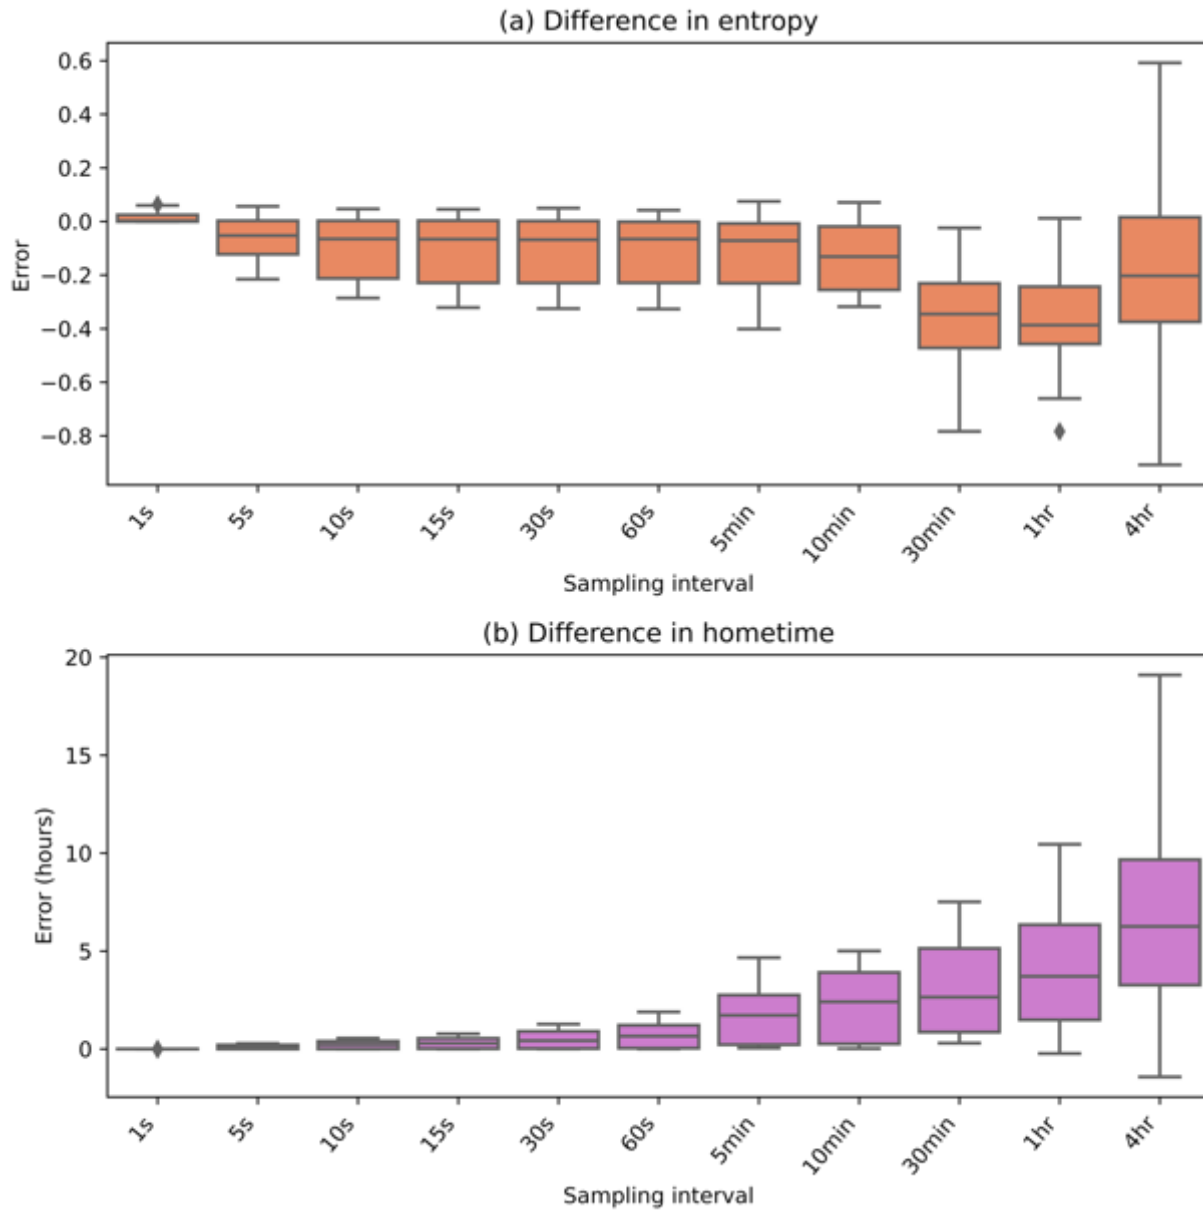 (a) Difference in entropy
0.6
0.4
0.2
0.0
−0.2
−0.4
−0.6
−0.8
Error
1s 5s 10s 15s 30s 60s 5min 10min 30min 1hr 4hr
Sampling interval
(b) Difference in hometime
20
15
10
5
0
Error (hours)
1s 5s 10s 15s 30s 60s 5min 10min 30min 1hr 4hr
Sampling interval